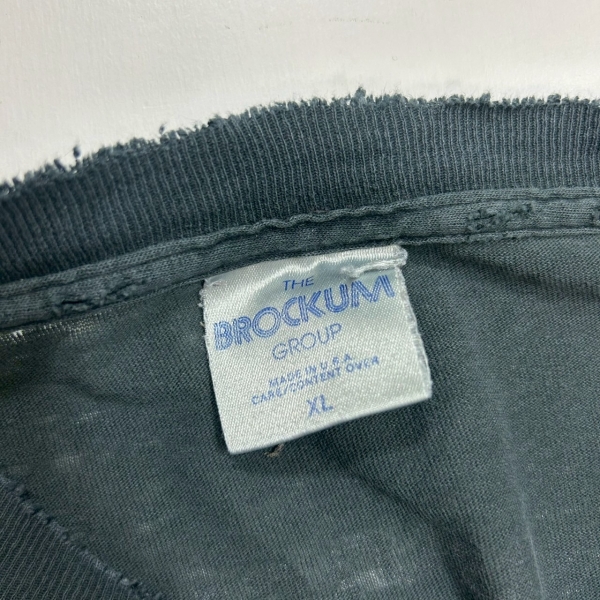 THE
BROCKUM
GROUP
MADE IN U.S.A.
CARE/CONTENT OVER
XL